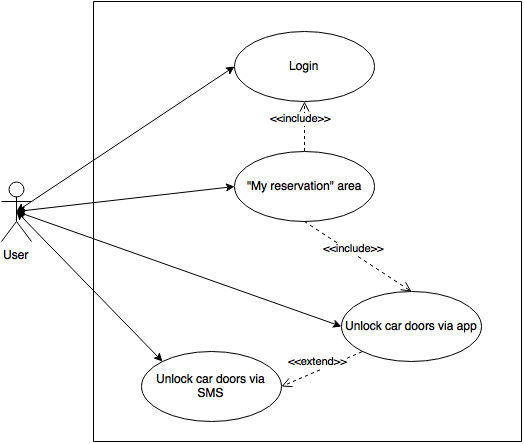 Login
<<include>>
"My reservation" area
User
<<include>>
Unlock car doors via app
<<extend>>
Unlock car doors via
SMS